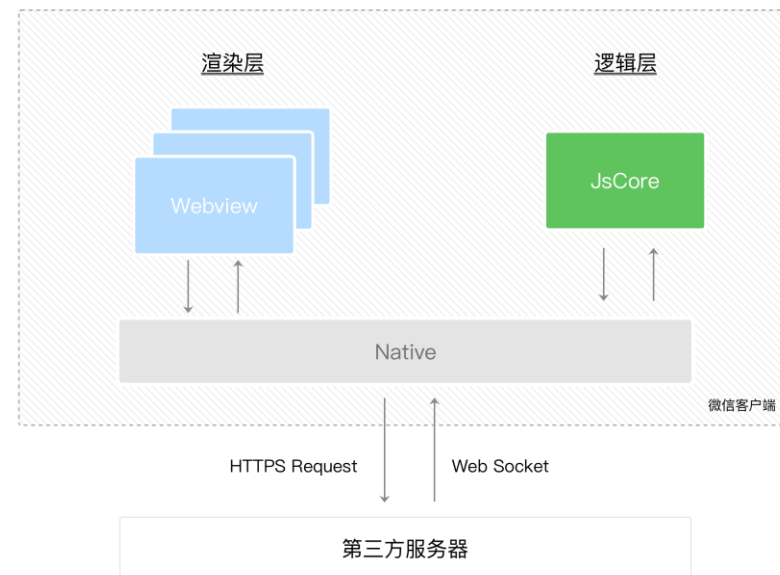 渲染层
逻辑层
Webview
JsCore
Native
微信客户端
HTTPS Request
Web Socket
第三方服务器